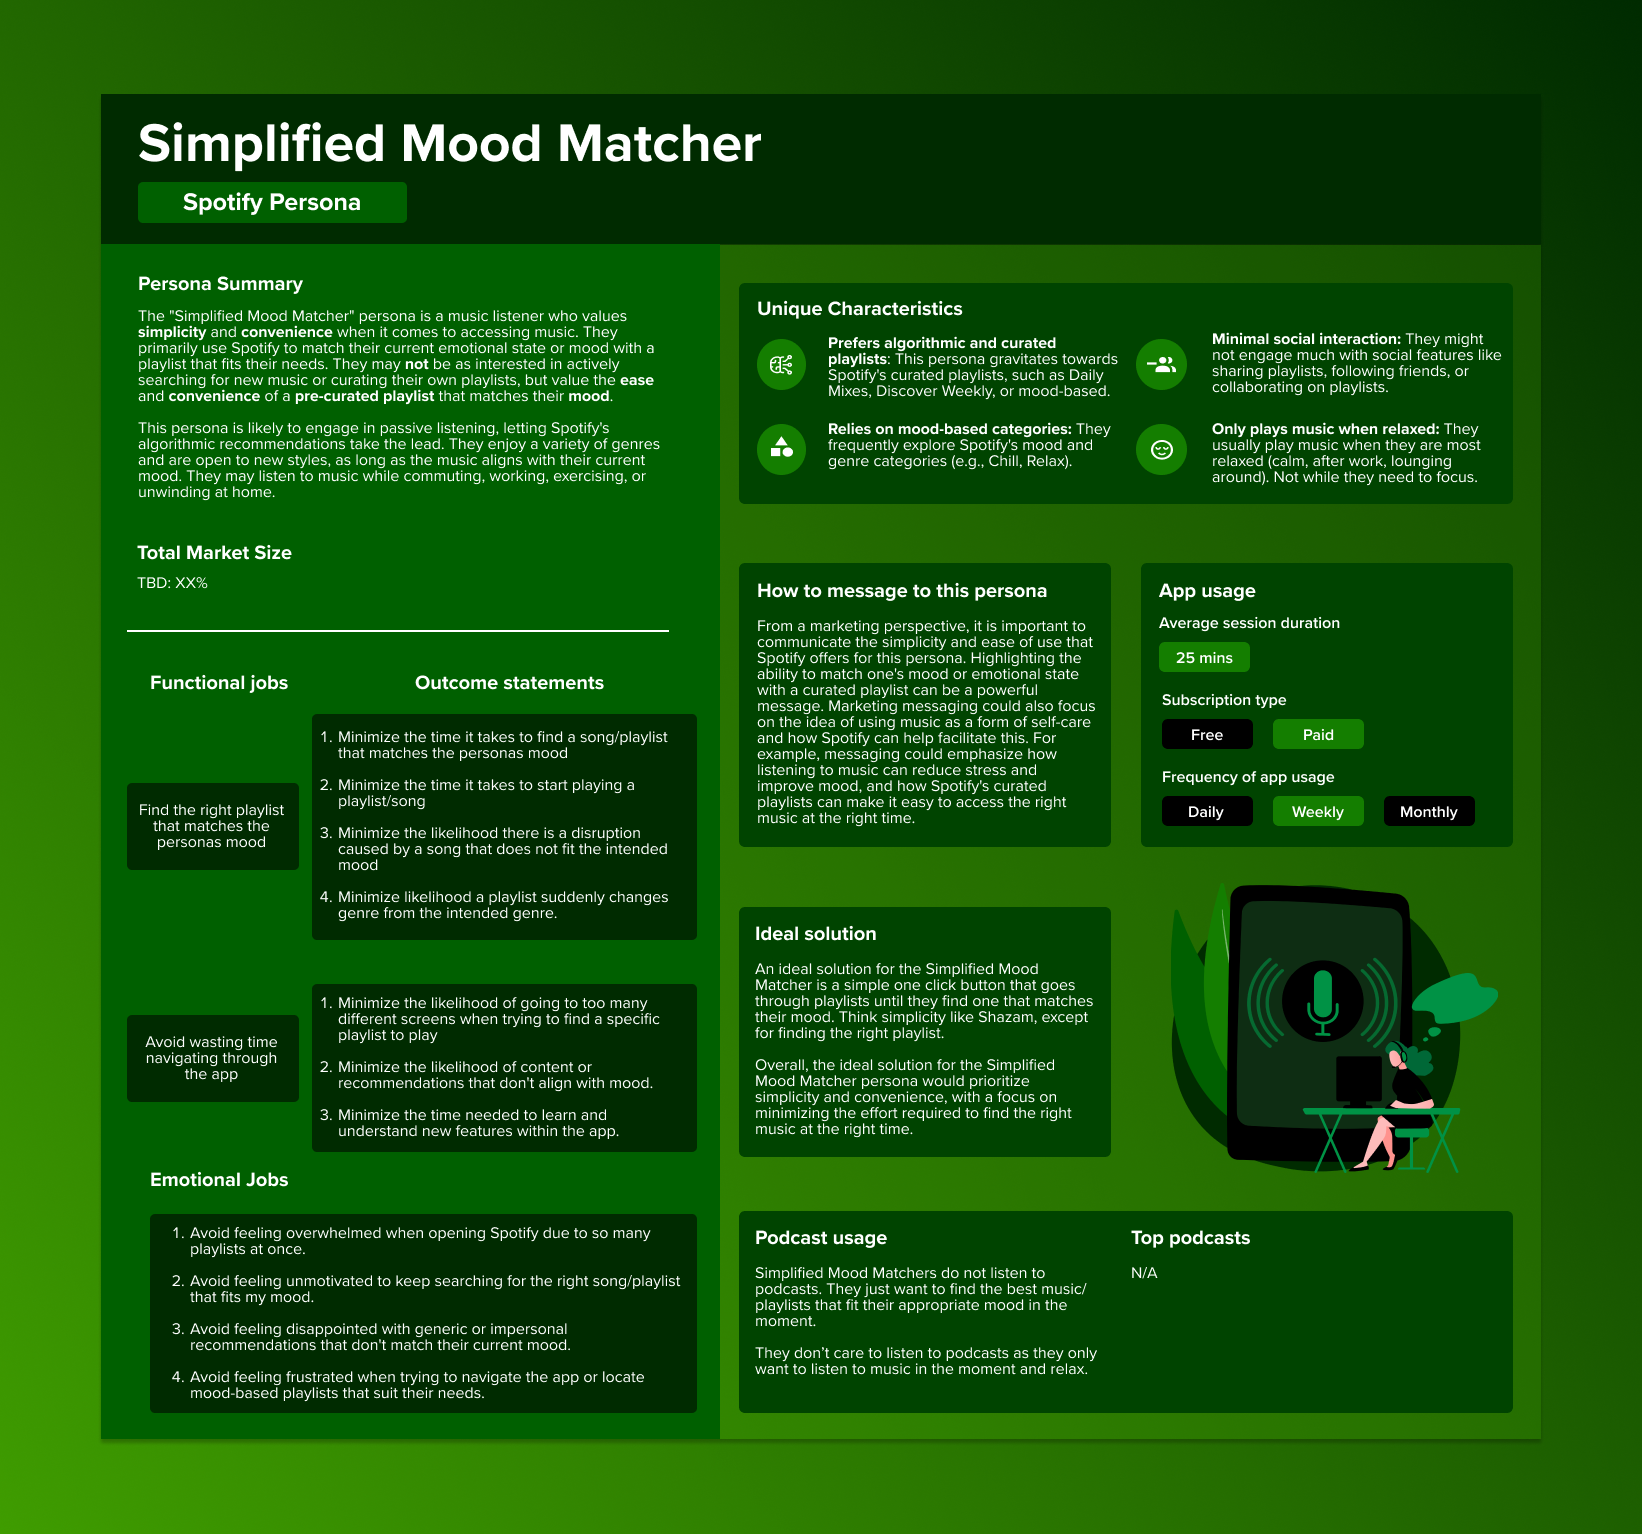 Simplified Mood Matcher
Spotify Persona
Persona Summary
The "Simplified Mood Matcher" persona is a music listener who values
simplicity and convenience when it comes to accessing music. They
primarily use Spotify to match their current emotional state or mood with a
playlist that fits their needs. They may not be as interested in actively
searching for new music or curating their own playlists, but value the ease
and convenience of a pre-curated playlist that matches their mood.
This persona is likely to engage in passive listening, letting Spotify's
algorithmic recommendations take the lead. They enjoy a variety of genres
and are open to new styles, as long as the music aligns with their current
mood. They may listen to music while commuting, working, exercising, or
unwinding at home.
Total Market Size
TBD: XX%
Functional jobs
Outcome statements
Find the right playlist
that matches the
personas mood
1. Minimize the time it takes to find a song/playlist
that matches the personas mood
2. Minimize the time it takes to start playing a
playlist/song
3. Minimize the likelihood there is a disruption
caused by a song that does not fit the intended
mood
4. Minimize likelihood a playlist suddenly changes
genre from the intended genre.
Avoid wasting time
navigating through
the app
1. Minimize the likelihood of going to too many
different screens when trying to find a specific
playlist to play
2. Minimize the likelihood of content or
recommendations that don't align with mood.
3. Minimize the time needed to learn and
understand new features within the app.
Emotional Jobs
1. Avoid feeling overwhelmed when opening Spotify due to so many
playlists at once.
2. Avoid feeling unmotivated to keep searching for the right song/playlist
that fits my mood.
3. Avoid feeling disappointed with generic or impersonal
recommendations that don't match their current mood.
4. Avoid feeling frustrated when trying to navigate the app or locate
mood-based playlists that suit their needs.
Unique Characteristics
Prefers algorithmic and curated
playlists: This persona gravitates towards
Spotify's curated playlists, such as Daily
Mixes, Discover Weekly, or mood-based.
Minimal social interaction: They might
not engage much with social features like
sharing playlists, following friends, or
collaborating on playlists.
Relies on mood-based categories: They
frequently explore Spotify's mood and
genre categories (e.g., Chill, Relax).
Only plays music when relaxed: They
usually play music when they are most
relaxed (calm, after work, lounging
around). Not while they need to focus.
How to message to this persona
From a marketing perspective, it is important to
communicate the simplicity and ease of use that
Spotify offers for this persona. Highlighting the
ability to match one's mood or emotional state
with a curated playlist can be a powerful
message. Marketing messaging could also focus
on the idea of using music as a form of self-care
and how Spotify can help facilitate this. For
example, messaging could emphasize how
listening to music can reduce stress and
improve mood, and how Spotify's curated
playlists can make it easy to access the right
music at the right time.
App usage
Average session duration
25 mins
Subscription type
Free
Paid
Frequency of app usage
Daily
Weekly
Monthly
Ideal solution
An ideal solution for the Simplified Mood
Matcher is a simple one click button that goes
through playlists until they find one that matches
their mood. Think simplicity like Shazam, except
for finding the right playlist.
Overall, the ideal solution for the Simplified
Mood Matcher persona would prioritize
simplicity and convenience, with a focus on
minimizing the effort required to find the right
music at the right time.
Podcast usage
Simplified Mood Matchers do not listen to
podcasts. They just want to find the best music/
playlists that fit their appropriate mood in the
moment.
They don’t care to listen to podcasts as they only
want to listen to music in the moment and relax.
Top podcasts
N/A